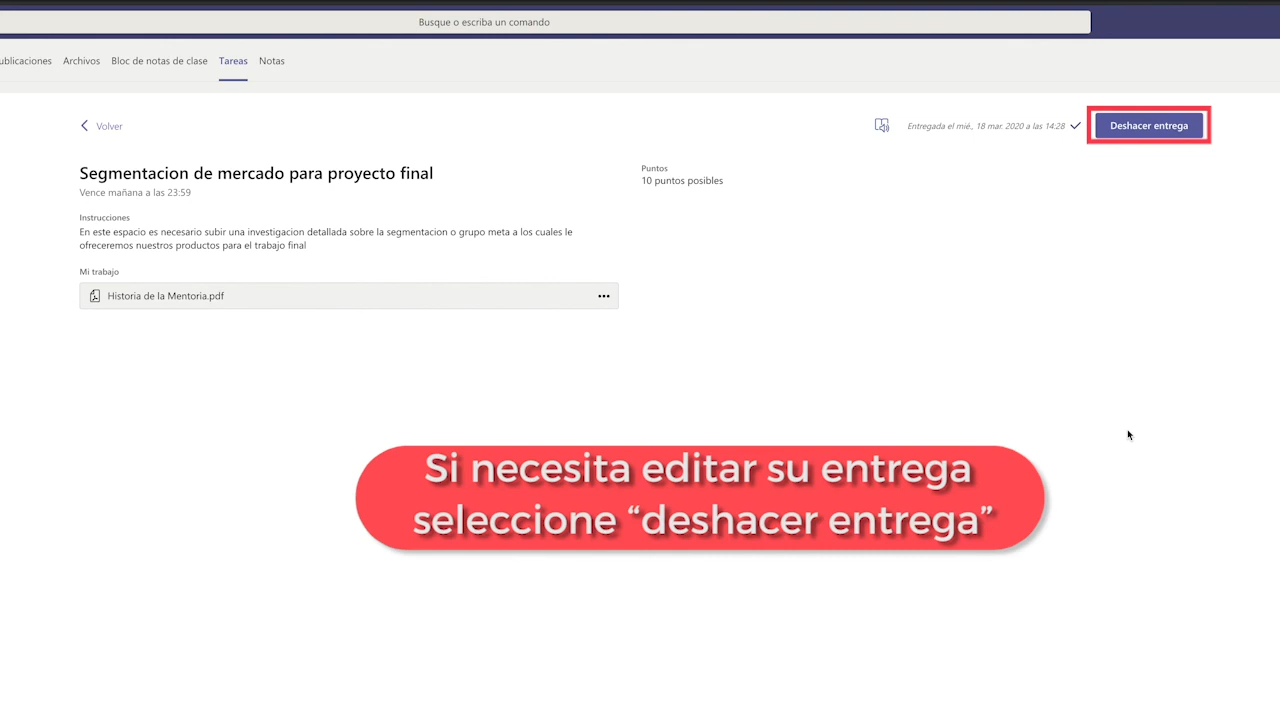 Busque o escriba un comando
ublicaciones Archivos Bloc de notas de clase Tareas Notas
Volver
Entregada el mié., 18 mar. 2020 a las 14:28
Deshacer entrega
Segmentacion de mercado para proyecto final
Vence mañana a las 23:59
Puntos
10 puntos posibles
Instrucciones
En este espacio es necesario subir una investigacion detallada sobre la segmentacion o grupo meta a los cuales le
ofreceremos nuestros productos para el trabajo final
Mi trabajo
Historia de la Mentoria.pdf
Si necesita editar su entrega
seleccione “deshacer entrega”